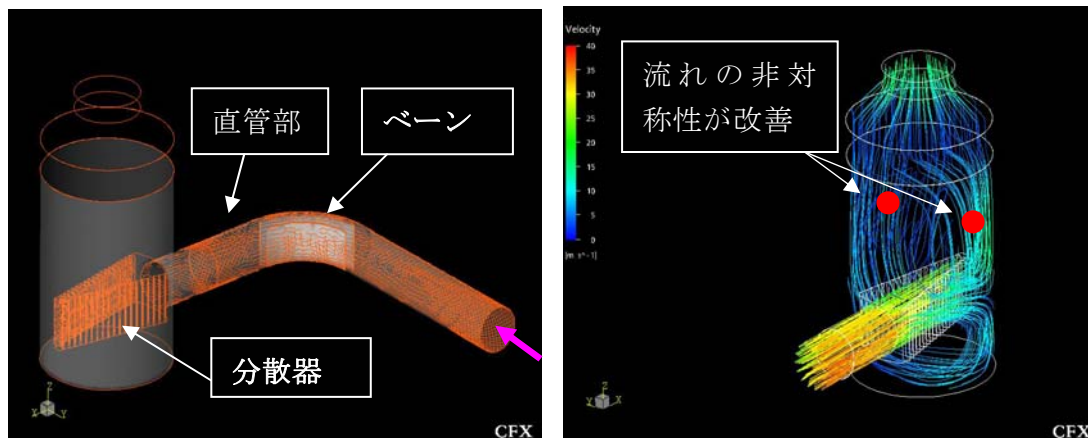 直管部
ベーン
分散器
Z
X
Y
CFX
Velocity
40
35
30
25
20
15
10
5
0
[m s^-1]
流れの非対
称性が改善
Z
X
Y
CFX